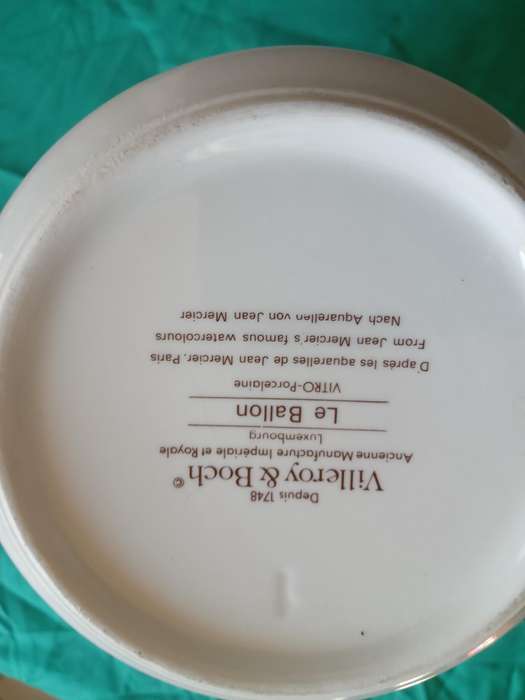 Depuis 1748
Villeroy & Boch ©
Ancienne Manufacture Impériale et Royale
Luxembourg
Le Ballon
VITRO-Porcelaine
D'après les aquarelles de Jean Mercier, Paris
From Jean Mercier's famous watercolours
Nach Aquarellen von Jean Mercier